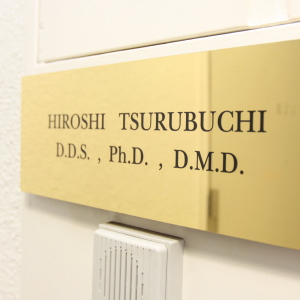 HIROSHI TSURUBUCHI
D.D.S. , Ph.D. , D.M.D.